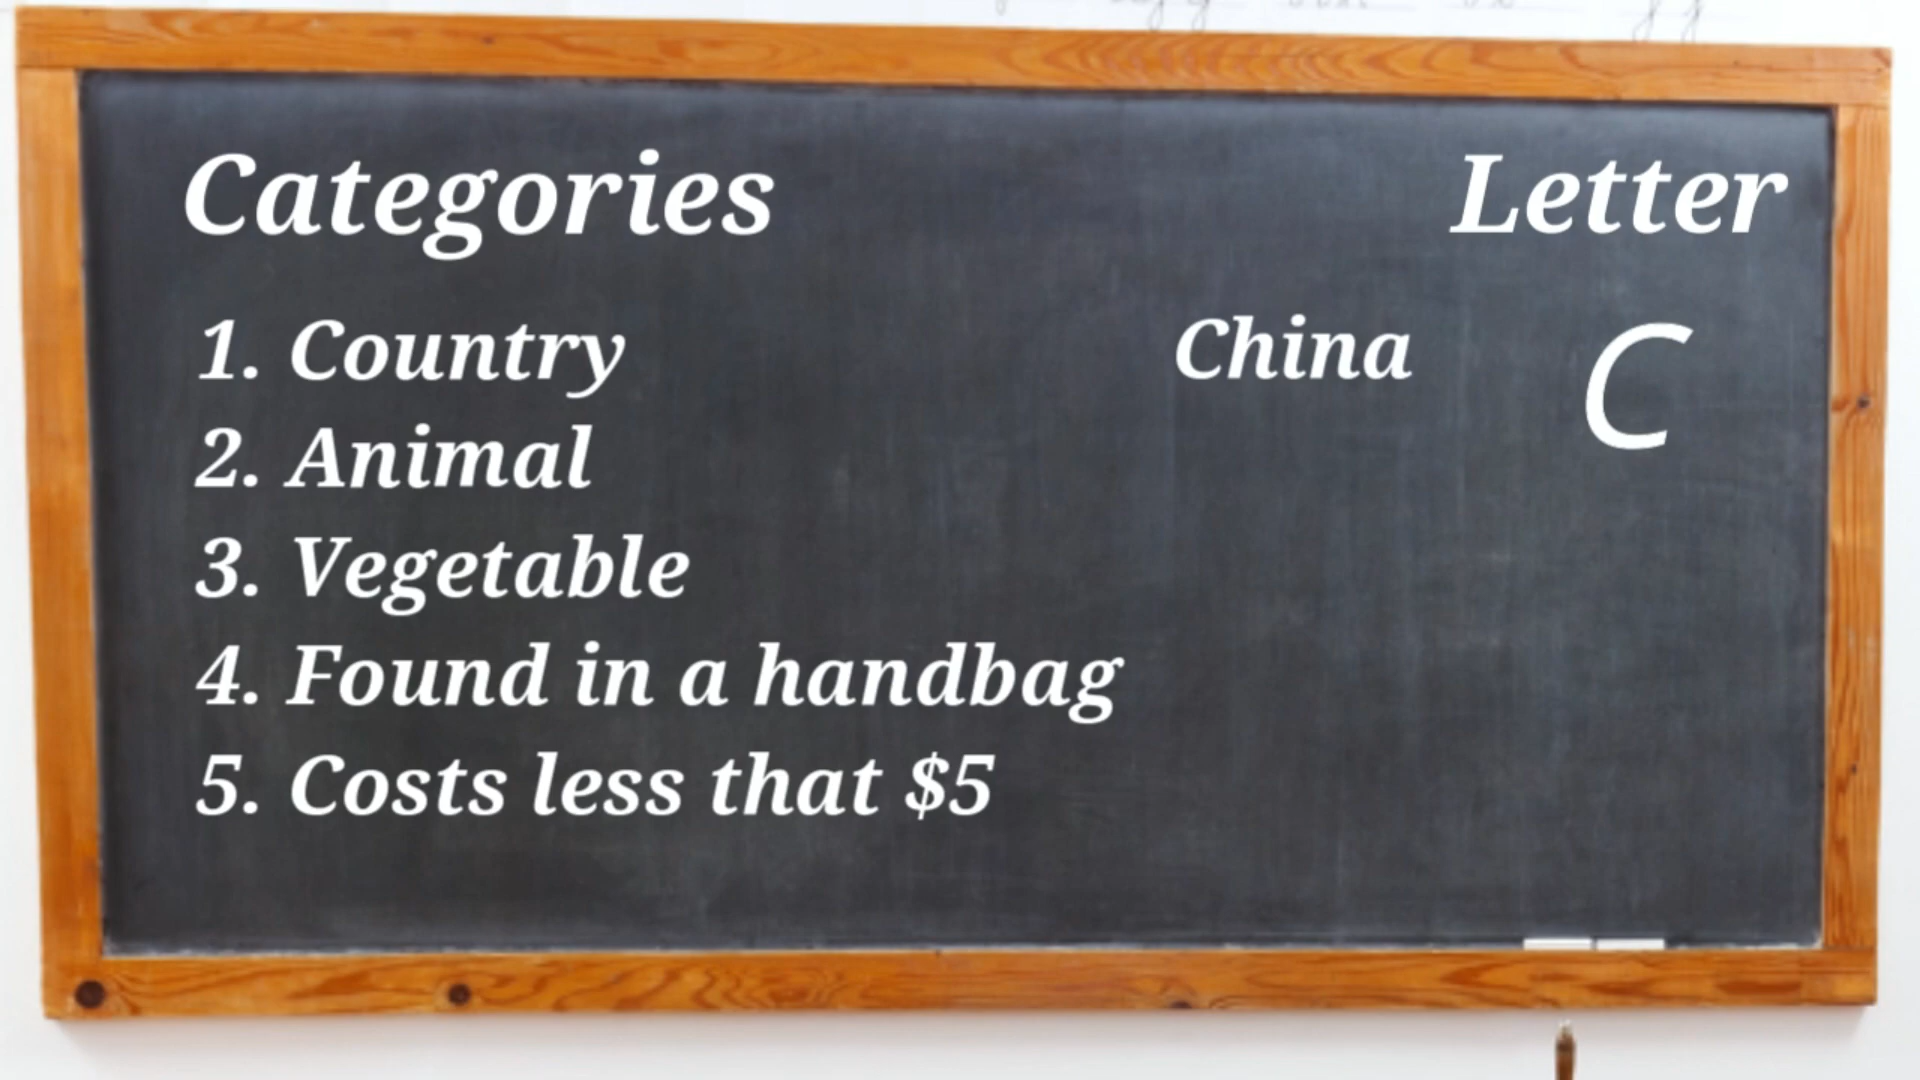 Categories Letter
1. Country China C
2. Animal
3. Vegetable
4. Found in a handbag
5. Costs less that $5